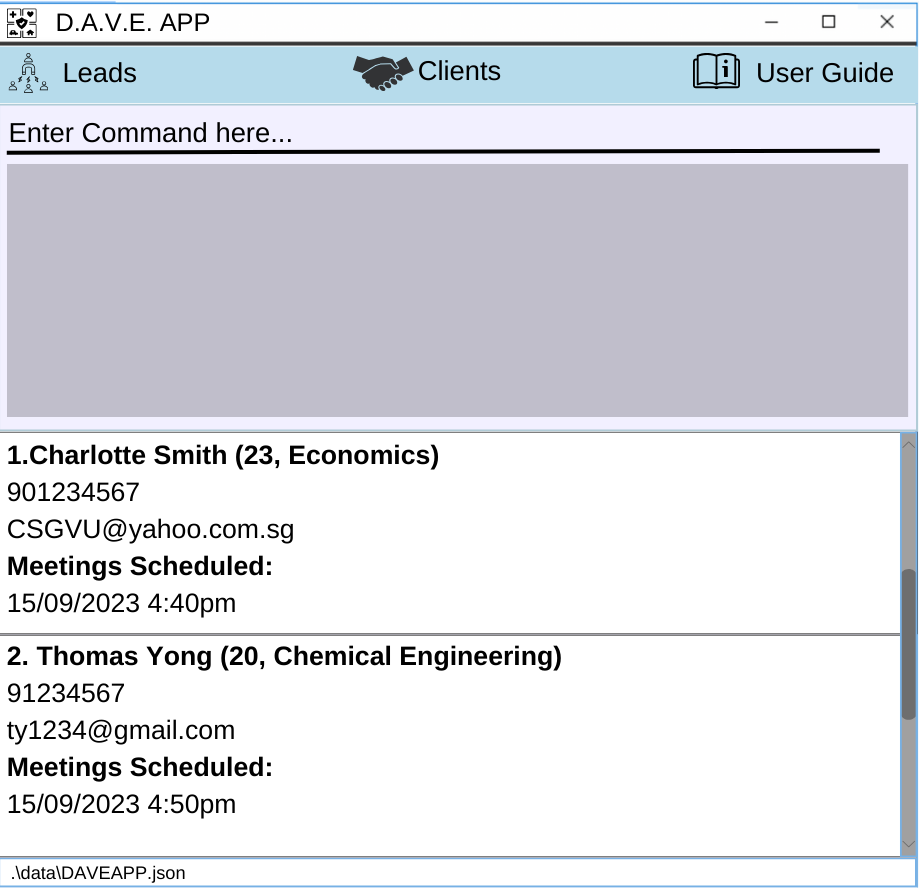 D.A.V.E. APP
Leads
Clients
User Guide
Enter Command here...
1.Charlotte Smith (23, Economics)
901234567
CSGVU@yahoo.com.sg
Meetings Scheduled:
15/09/2023 4:40pm
2. Thomas Yong (20, Chemical Engineering)
91234567
ty1234@gmail.com
Meetings Scheduled:
15/09/2023 4:50pm
.\data\DAVEAPP.json